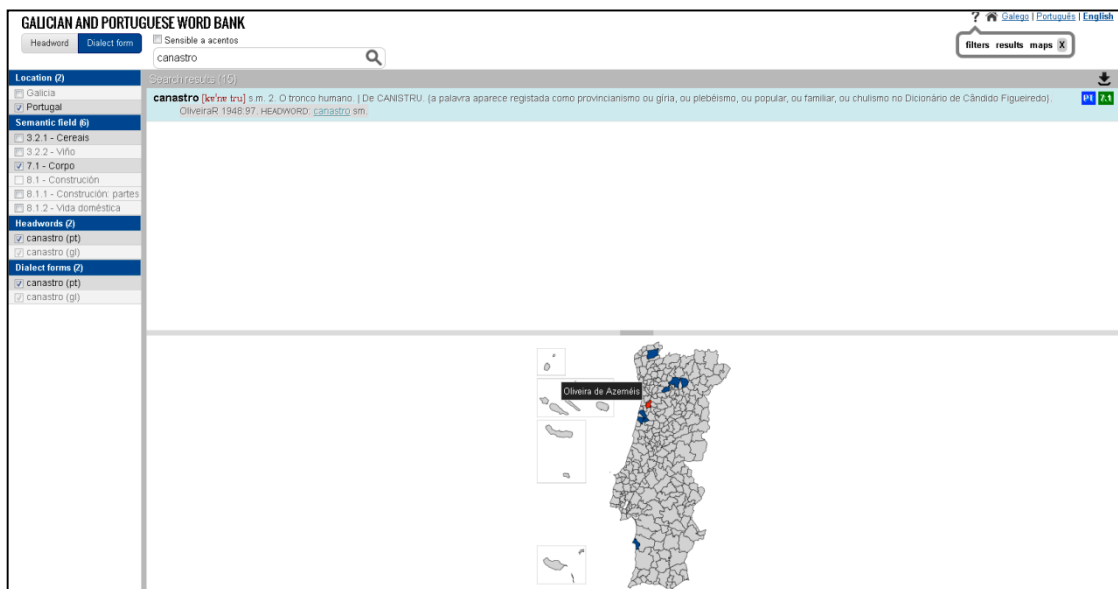 GALICIAN AND PORTUGUESE WORD BANK
? Galego | Português | English
Headword Dialect form
Sensible a acentos
canastro
filters results maps X
Location (2)
Galicia
Portugal
Semantic field (6)
3.2.1 - Cereais
3.2.2 - Viño
7.1 - Corpo
8.1 - Construción
8.1.1 - Construción: partes
8.1.2 - Vida doméstica
Headwords (2)
canastro (pt)
canastro (gl)
Dialect forms (2)
canastro (pt)
canastro (gl)
Search results (15)
canastro [kɐˈnɐ tru] s.m. 2. O tronco humano. | De CANISTRU. (a palavra aparece registada como provincianismo ou gíria, ou plebëismo, ou popular, ou familiar, ou chulismo no Dicionário de Cândido Figueiredo).
OliveiraR 1948:97. HEADWORD: canastro sm.
PT 7.1
Oliveira de Azeméis